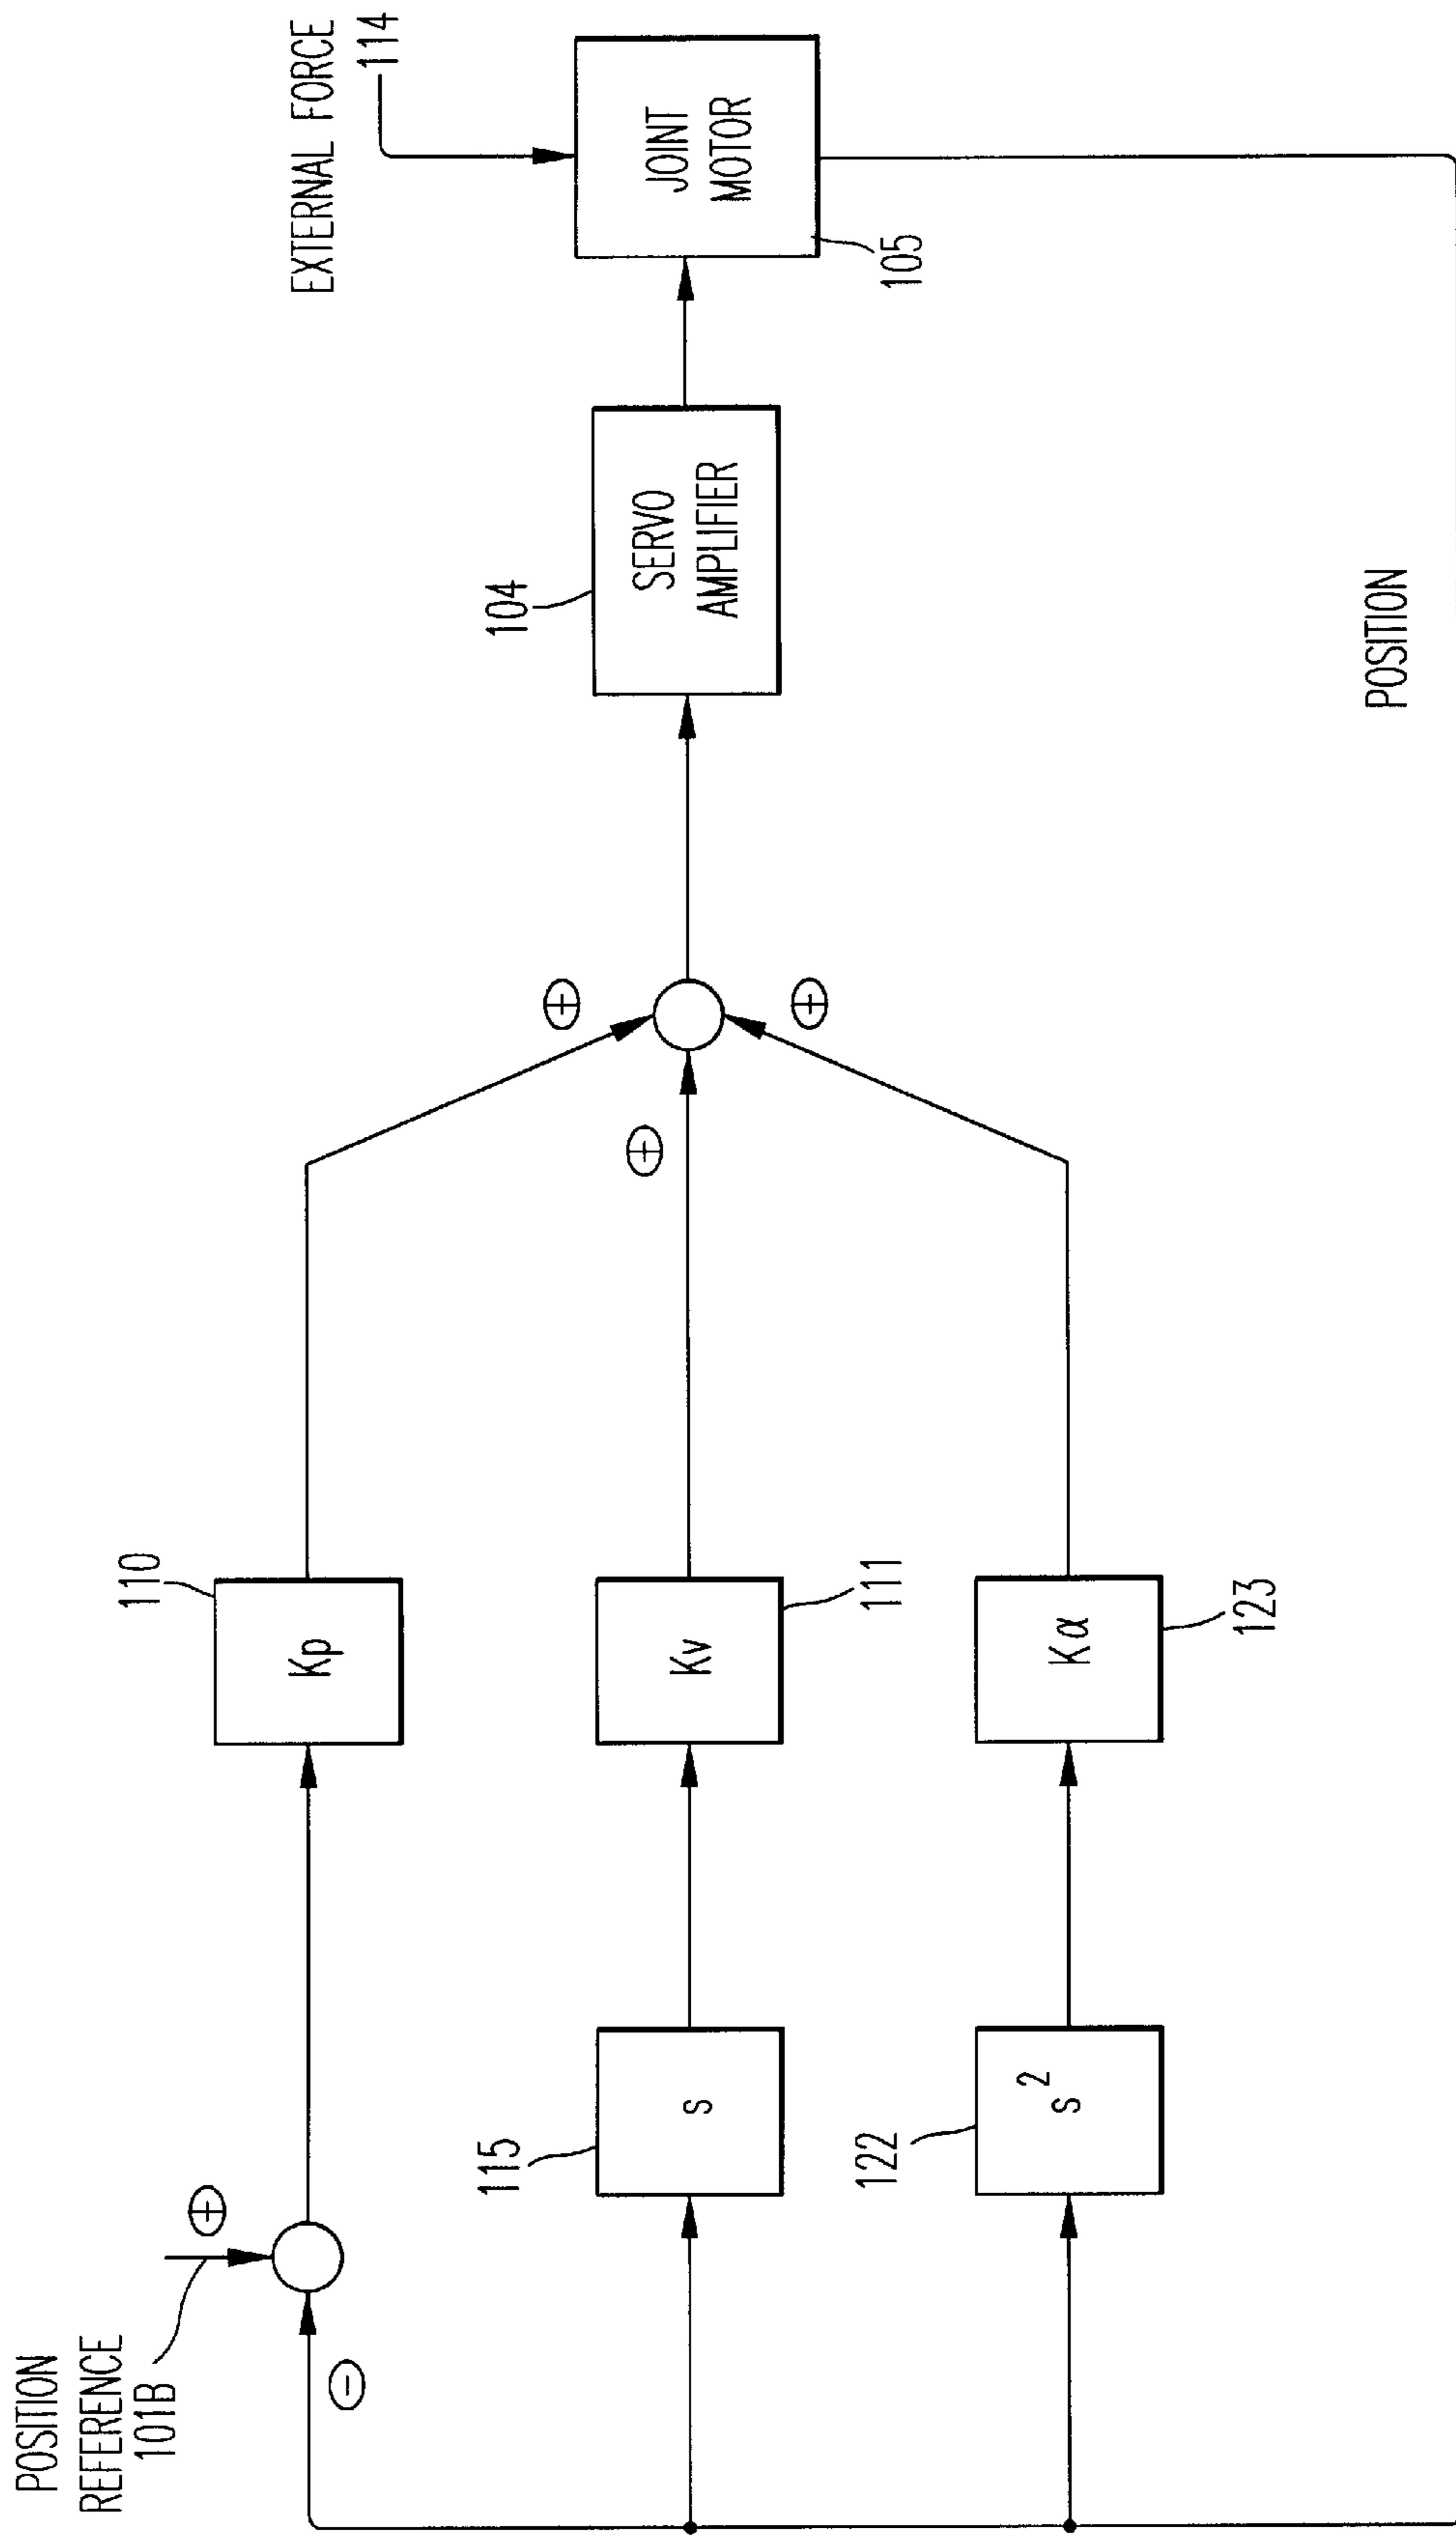 POSITION
REFERENCE
101B
⊕
⊖
110
Kp
115
s
111
Kv
122
s²
123
Kα
⊕
⊕
⊕
104
SERVO
AMPLIFIER
EXTERNAL FORCE
114
JOINT
MOTOR
105
POSITION